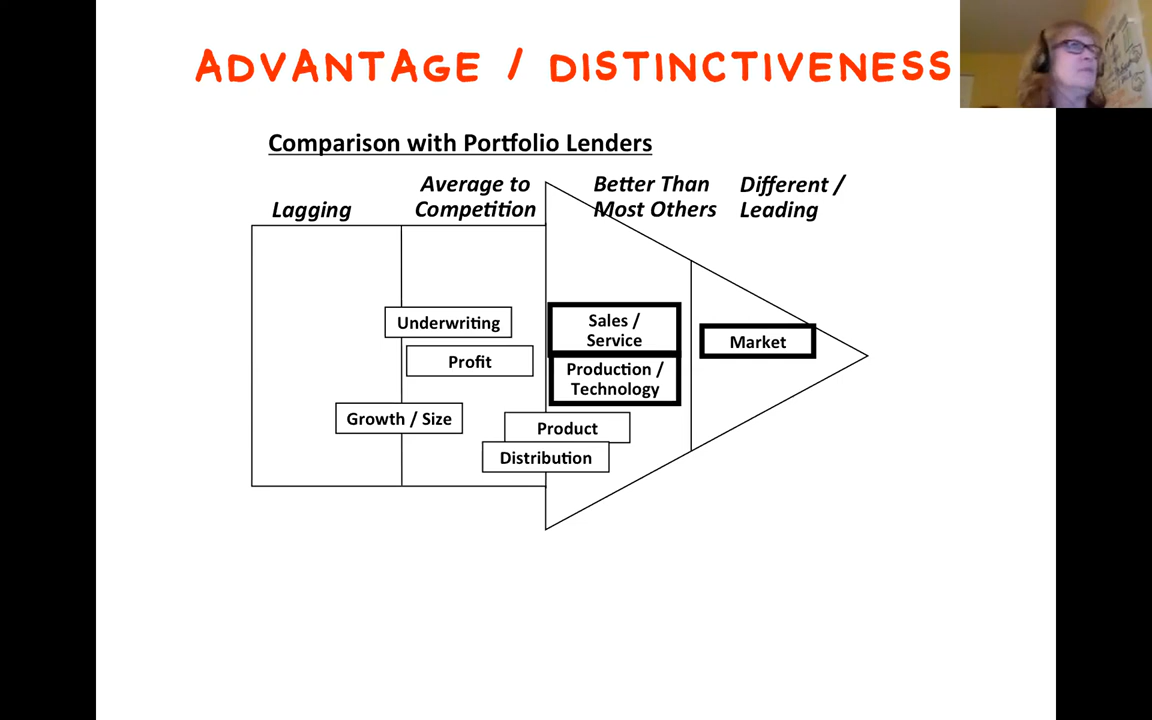 ADVANTAGE / DISTINCTIVENESS
Comparison with Portfolio Lenders
Lagging
Average to
Competition
Better Than
Most Others
Different /
Leading
Underwriting
Profit
Growth / Size
Sales /
Service
Production /
Technology
Product
Distribution
Market